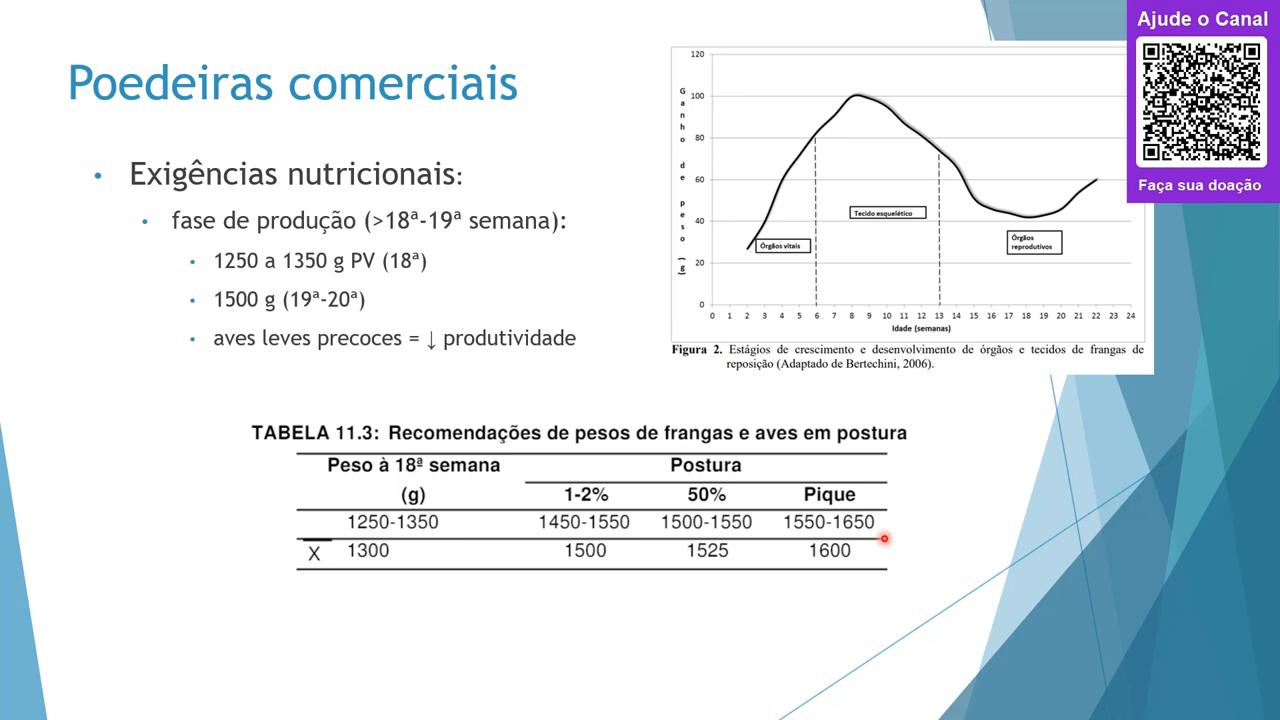 Poedeiras comerciais
• Exigências nutricionais:
• fase de produção (>18ª-19ª semana):
• 1250 a 1350 g PV (18ª)
• 1500 g (19ª-20ª)
• aves leves precoces = ↓ produtividade
Ajude o Canal
Faça sua doação
Ganho de peso (g)
120
100
80
60
40
20
0
Órgãos vitais
Tecido esquelético
Órgãos
reprodutivos
0 1 2 3 4 5 6 7 8 9 10 11 12 13 14 15 16 17 18 19 20 21 22 23 24
Idade (semanas)
Figura 2. Estágios de crescimento e desenvolvimento de órgãos e tecidos de frangas de
reposição (Adaptado de Bertechini, 2006).
TABELA 11.3: Recomendações de pesos de frangas e aves em postura
Peso à 18ª semana Postura
(g) 1-2% 50% Pique
1250-1350 1450-1550 1500-1550 1550-1650
X 1300 1500 1525 1600